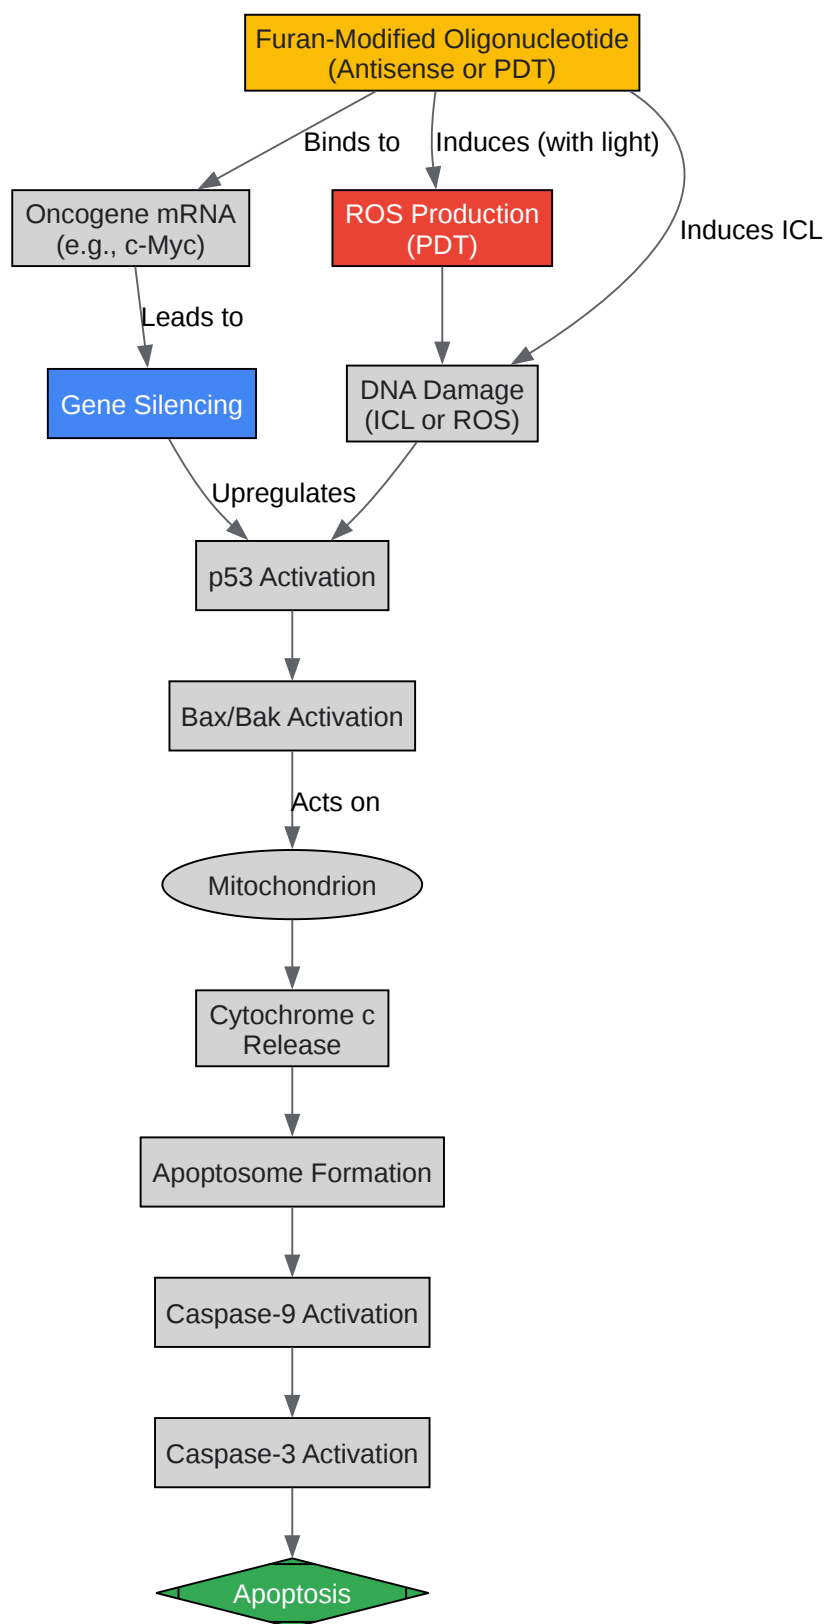 Furan-Modified Oligonucleotide
(Antisense or PDT)
Binds to
Induces (with light)
Oncogene mRNA
(e.g., c-Myc)
ROS Production
(PDT)
Induces ICL
Leads to
Gene Silencing
DNA Damage
(ICL or ROS)
Upregulates
p53 Activation
Bax/Bak Activation
Acts on
Mitochondrion
Cytochrome c
Release
Apoptosome Formation
Caspase-9 Activation
Caspase-3 Activation
Apoptosis